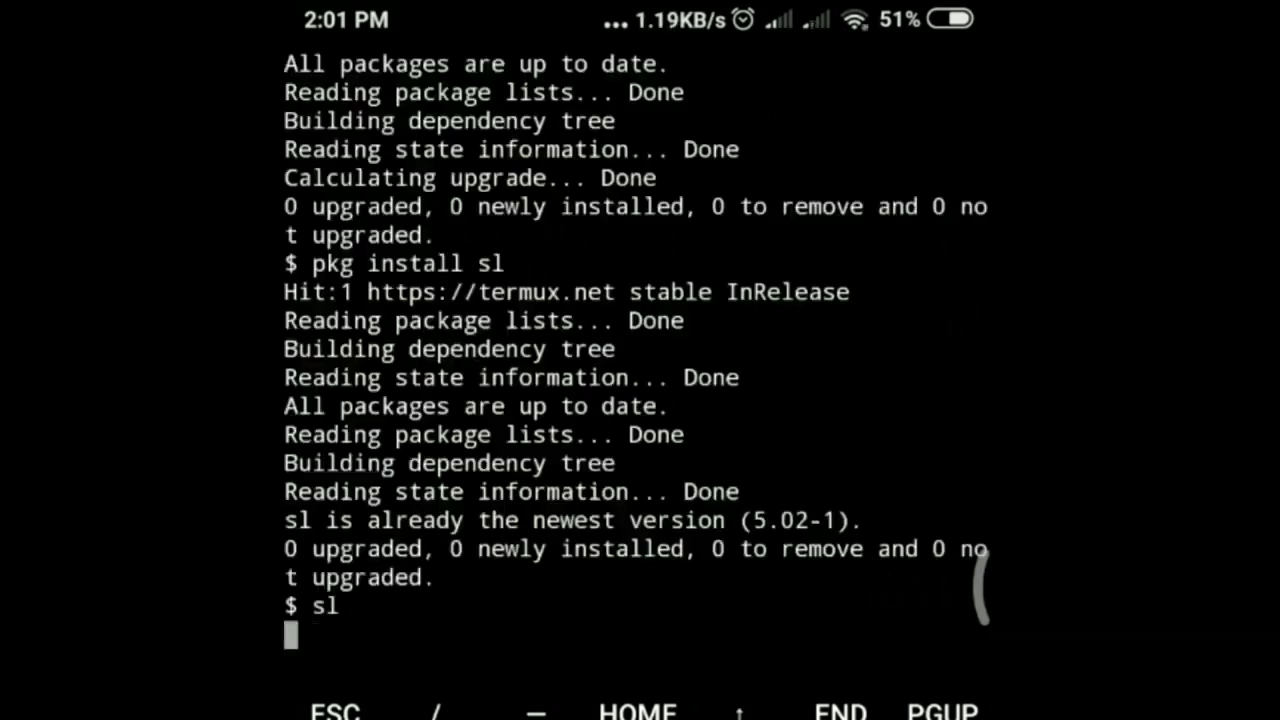 2:01 PM ... 1.19KB/s 51%
All packages are up to date.
Reading package lists... Done
Building dependency tree
Reading state information... Done
Calculating upgrade... Done
0 upgraded, 0 newly installed, 0 to remove and 0 no
t upgraded.
$ pkg install sl
Hit:1 https://termux.net stable InRelease
Reading package lists... Done
Building dependency tree
Reading state information... Done
All packages are up to date.
Reading package lists... Done
Building dependency tree
Reading state information... Done
sl is already the newest version (5.02-1).
0 upgraded, 0 newly installed, 0 to remove and 0 no
t upgraded.
$ sl
ESC / — HOME ↑ END PGUP